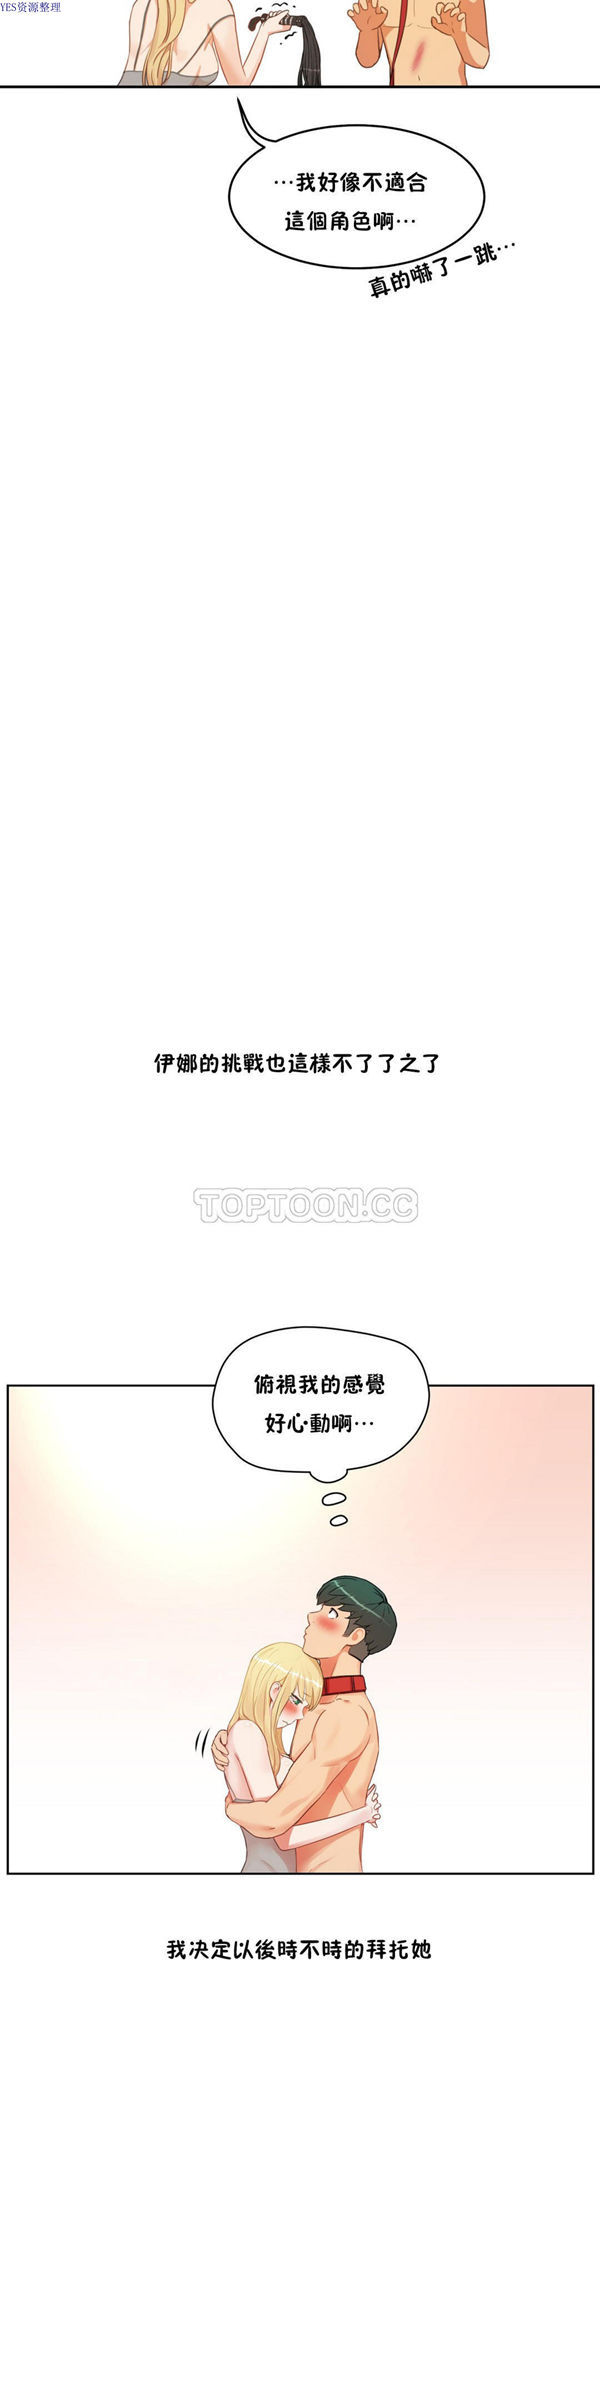 YES资源整理
…我好像不適合
這個角色啊…
真的嚇了一跳…
伊娜的挑戰也這樣不了了之了
TOPTOON.CC
俯視我的感覺
好心動啊…
我決定以後時不時的拜托她